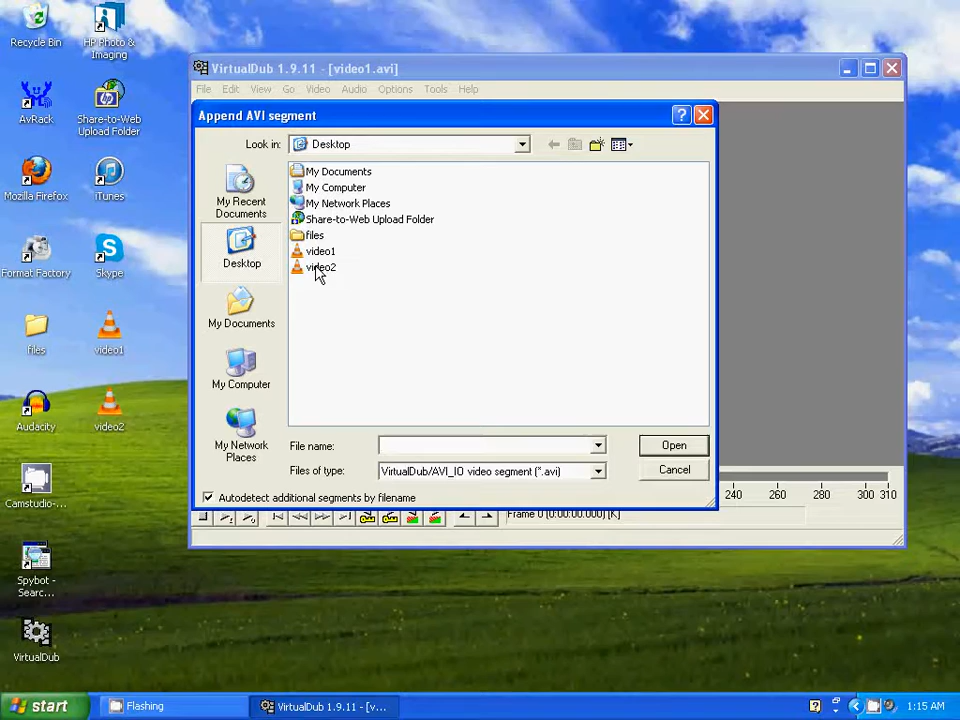 Recycle Bin
HP Photo &
Imaging
AvRack
Share-to-Web
Upload Folder
Mozilla Firefox
iTunes
Format Factory
Skype
files
video1
Audacity
video2
Camstudio-...
Spybot -
Searc...
VirtualDub
VirtualDub 1.9.11 - [video1.avi]
File Edit View Go Video Audio Options Tools Help
Append AVI segment
Look in: Desktop
My Recent
Documents
Desktop
My Documents
My Computer
My Network
Places
My Documents
My Computer
My Network Places
Share-to-Web Upload Folder
files
video1
video2
File name:
Open
Files of type: VirtualDub/AVI_IO video segment (*.avi)
Cancel
Autodetect additional segments by filename
240 260 280 300 310
Frame 0 (0:00:00.000) [K]
start
Flashing
VirtualDub 1.9.11 - [v...
1:15 AM